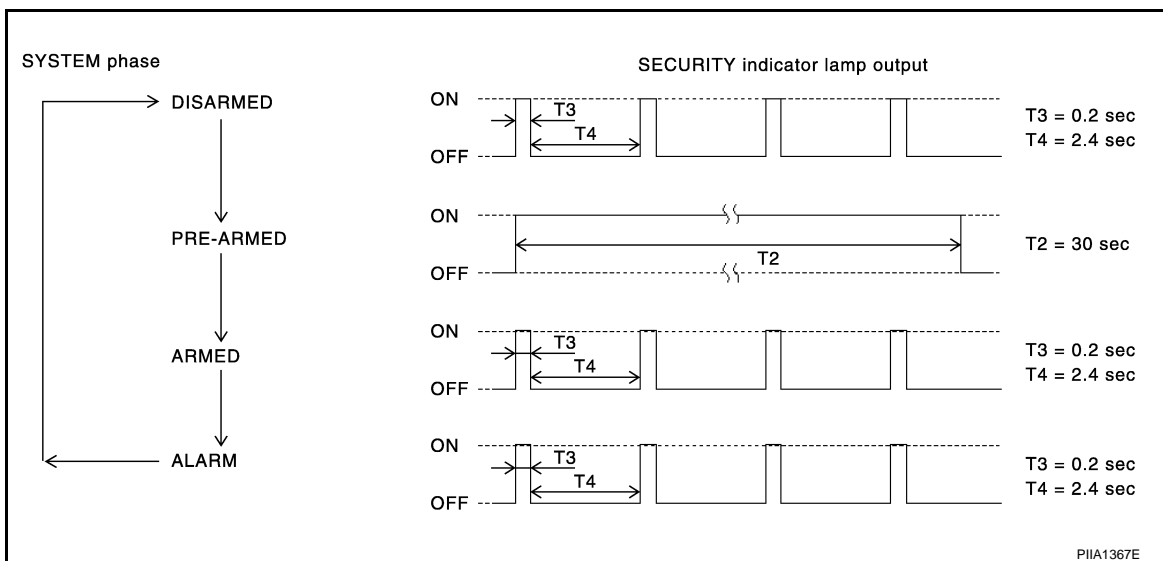 SYSTEM phase
SECURITY indicator lamp output
DISARMED
ON
T3
T4
OFF
T3 = 0.2 sec
T4 = 2.4 sec
PRE-ARMED
ON
T2
OFF
T2 = 30 sec
ARMED
ON
T3
T4
OFF
T3 = 0.2 sec
T4 = 2.4 sec
ALARM
ON
T3
T4
OFF
T3 = 0.2 sec
T4 = 2.4 sec
PIIA1367E